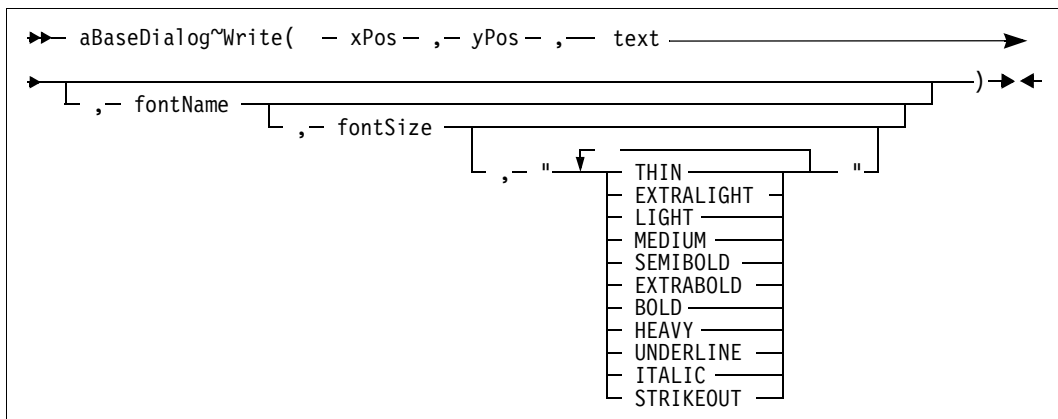 aBaseDialog~Write( xPos , yPos , text
)
, fontName
, fontSize
, " THIN "
EXTRALIGHT
LIGHT
MEDIUM
SEMIBOLD
EXTRABOLD
BOLD
HEAVY
UNDERLINE
ITALIC
STRIKEOUT